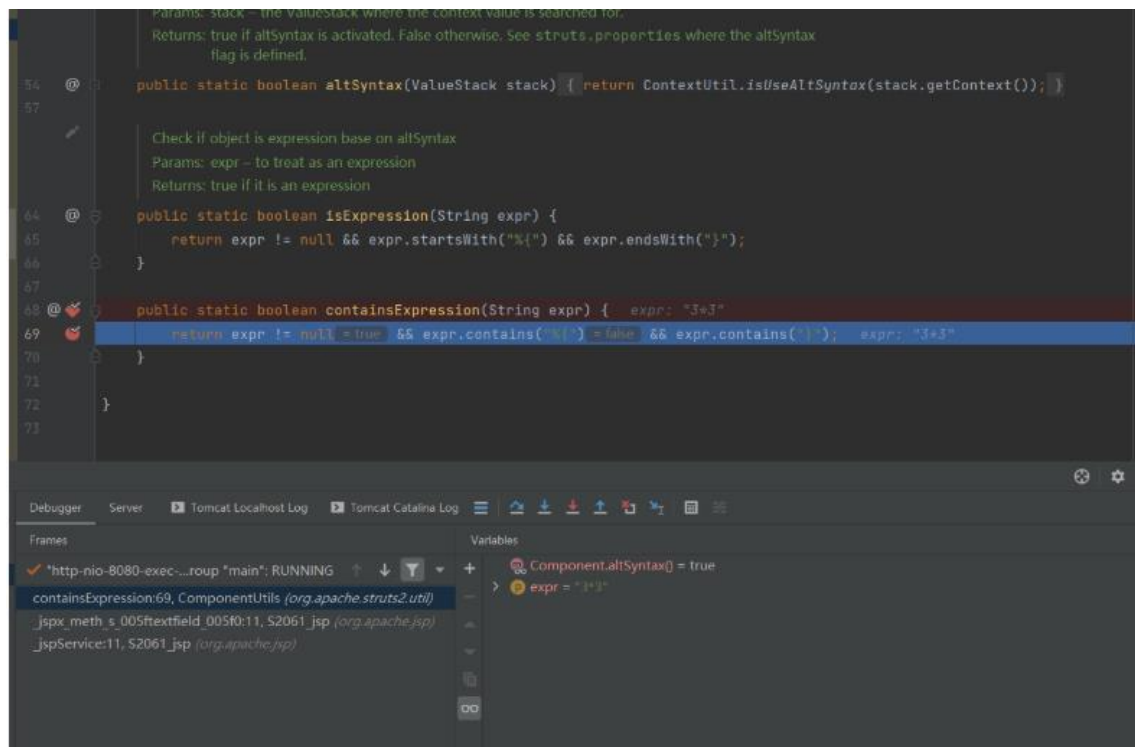 Params: stack – the ValueStack where the context value is searched for.
Returns: true if altSyntax is activated. False otherwise. See struts.properties where the altSyntax
flag is defined.
54 @ public static boolean altSyntax(ValueStack stack) { return ContextUtil.isUseAltSyntax(stack.getContext()); }
57
Check if object is expression base on altSyntax
Params: expr – to treat as an expression
Returns: true if it is an expression
64 @ public static boolean isExpression(String expr) {
65 return expr != null && expr.startsWith("%{") && expr.endsWith("}");
66 }
67
68 @ public static boolean containsExpression(String expr) { expr: "3*3"
69 return expr != null = true && expr.contains("%{") = false && expr.contains("}"); expr: "3*3"
70 }
71
72 }
73
Debugger Server Tomcat Localhost Log Tomcat Catalina Log
Frames Variables
"http-nio-8080-exec-...roup "main": RUNNING
Component.altSyntax() = true
containsExpression:69, ComponentUtils (org.apache.struts2.util)
expr = "3*3"
_jspx_meth_s_005ftextfield_005f0:11, S2061_jsp (org.apache.jsp)
_jspService:11, S2061_jsp (org.apache.jsp)